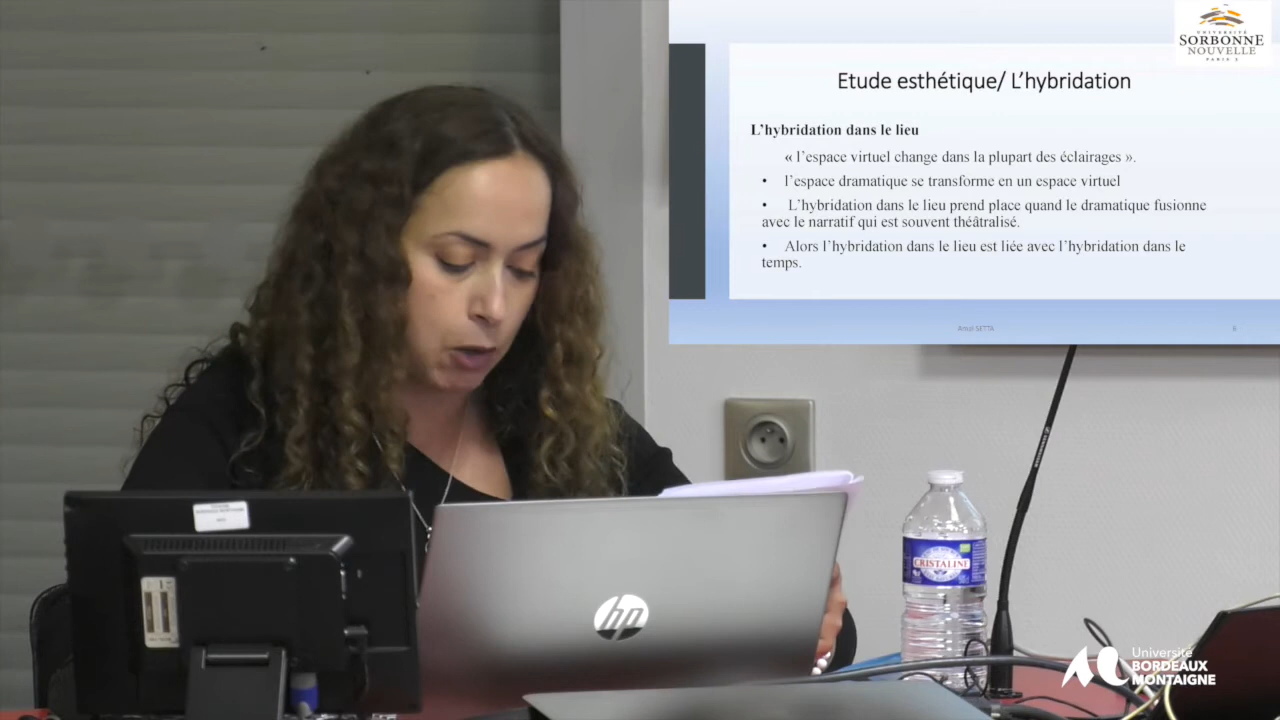 UNIVERSITÉ
SORBONNE
NOUVELLE
PARIS 3
Etude esthétique/ L’hybridation
L’hybridation dans le lieu
« l’espace virtuel change dans la plupart des éclairages ».
• l’espace dramatique se transforme en un espace virtuel
• L’hybridation dans le lieu prend place quand le dramatique fusionne
avec le narratif qui est souvent théâtralisé.
• Alors l’hybridation dans le lieu est liée avec l’hybridation dans le
temps.
SETTA
hp
CRISTALINE
Université
BORDEAUX
MONTAIGNE